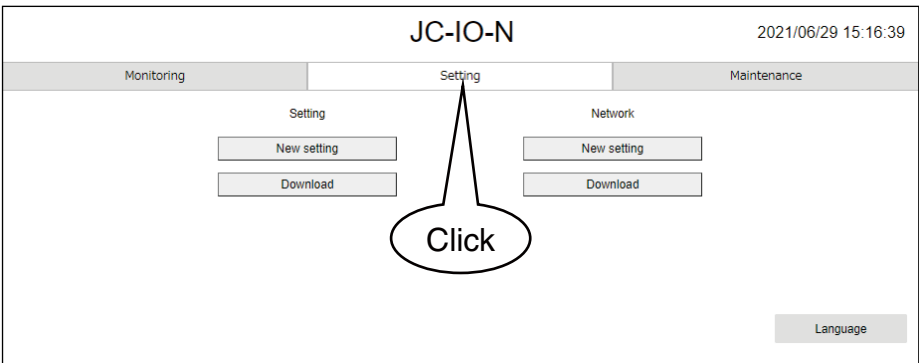 JC-IO-N 2021/06/29 15:16:39
Monitoring Setting Maintenance
Setting Network
New setting New setting
Download Download
Click
Language